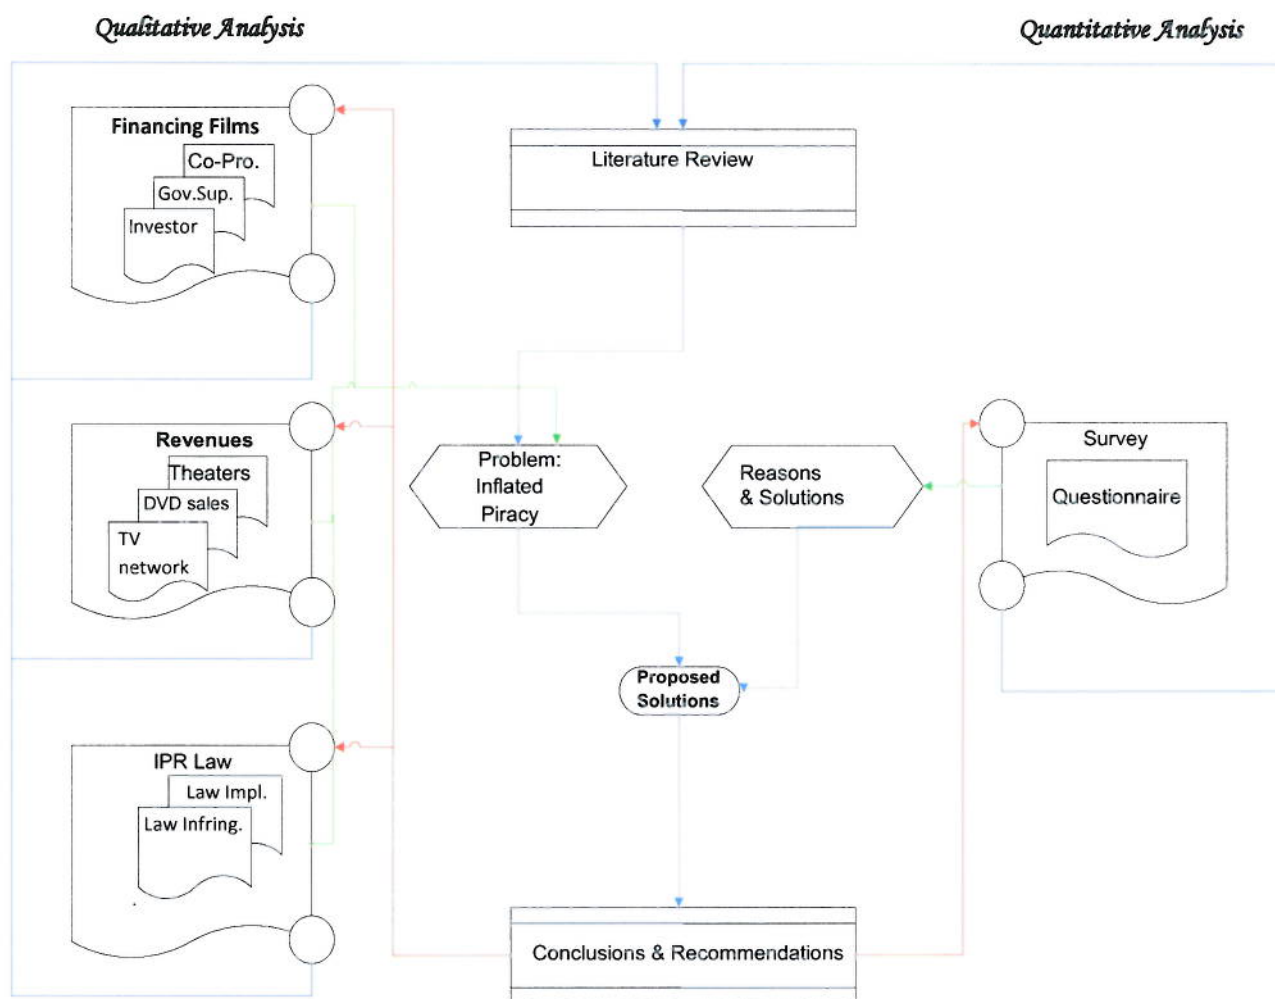 Qualitative Analysis
Quantitative Analysis
Financing Films
Co-Pro.
Gov.Sup.
Investor
Literature Review
Revenues
Theaters
DVD sales
TV
network
Problem:
Inflated
Piracy
Reasons
& Solutions
Survey
Questionnaire
Proposed
Solutions
IPR Law
Law Impl.
Law Infring.
Conclusions & Recommendations